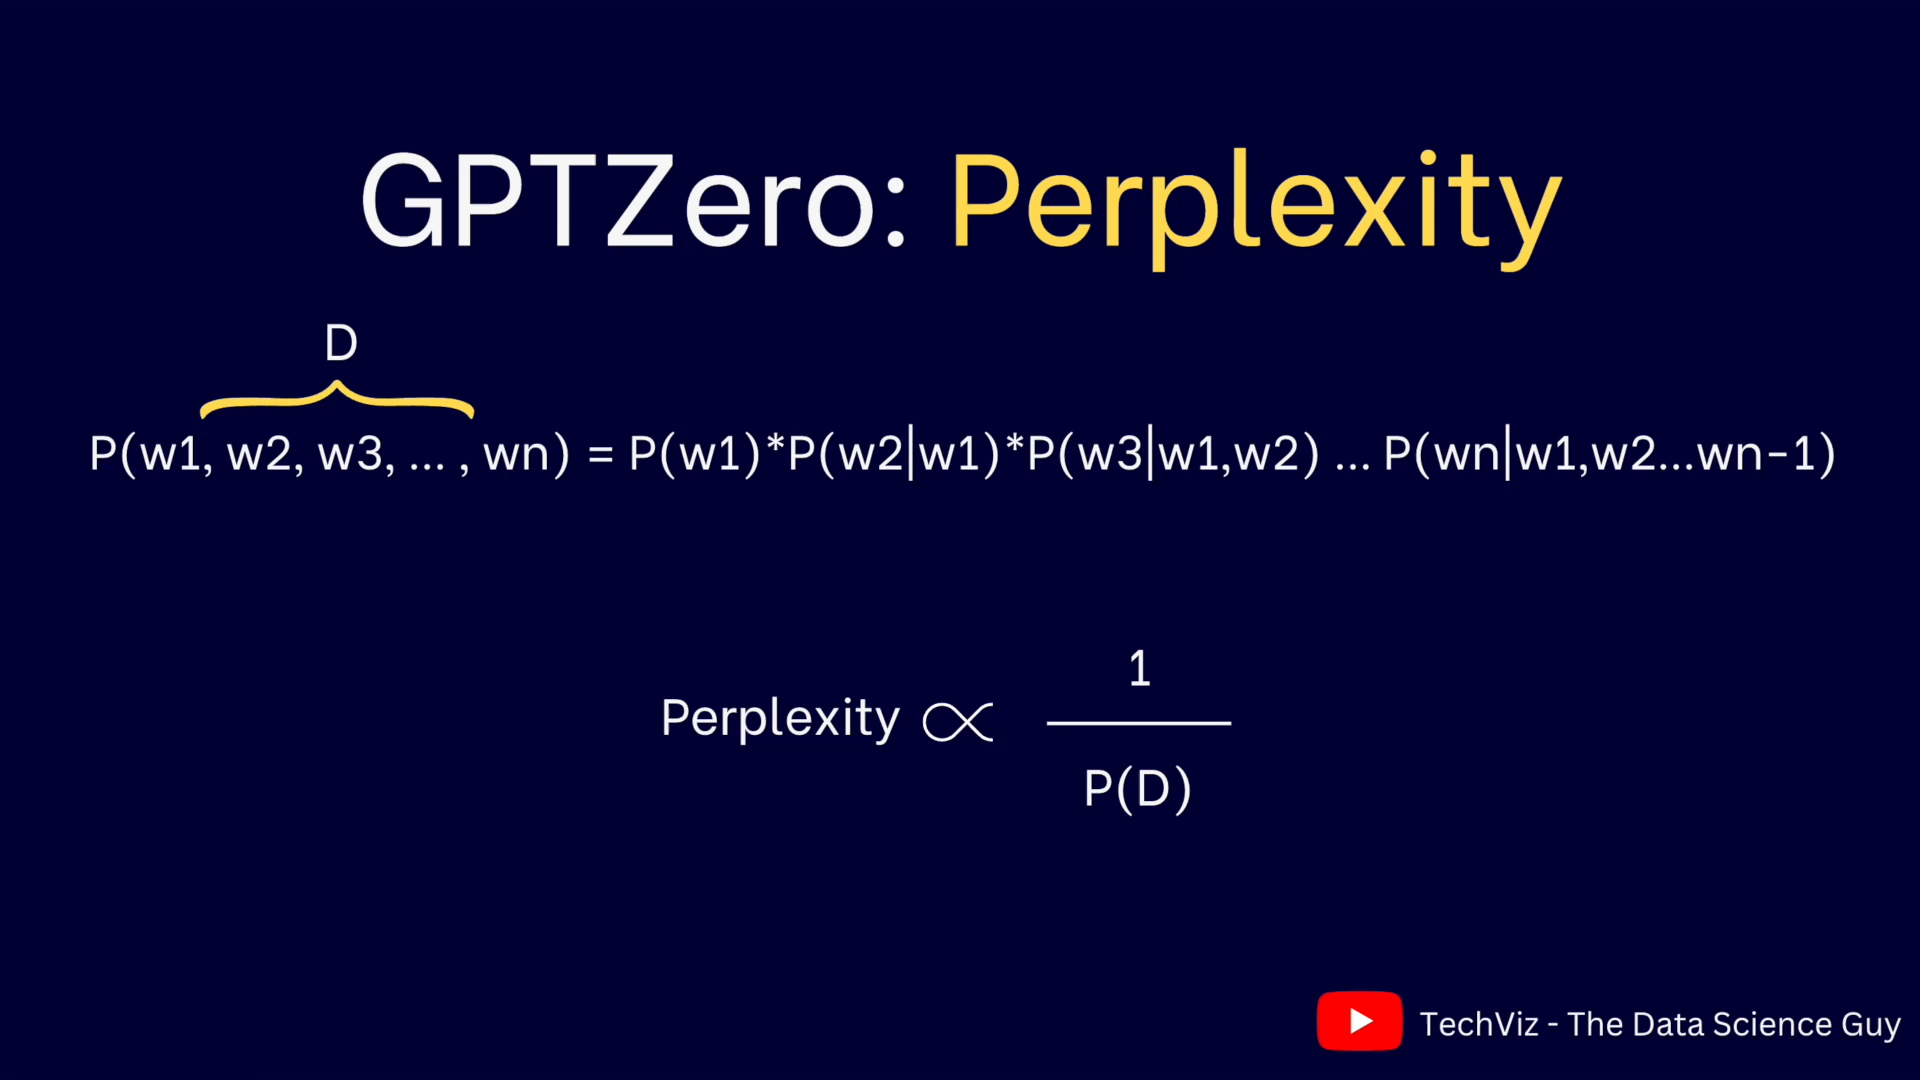 GPTZero: Perplexity
D
P(w1, w2, w3, ... , wn) = P(w1)*P(w2|w1)*P(w3|w1,w2) ... P(wn|w1,w2...wn-1)
1
Perplexity ∝
P(D)
TechViz - The Data Science Guy